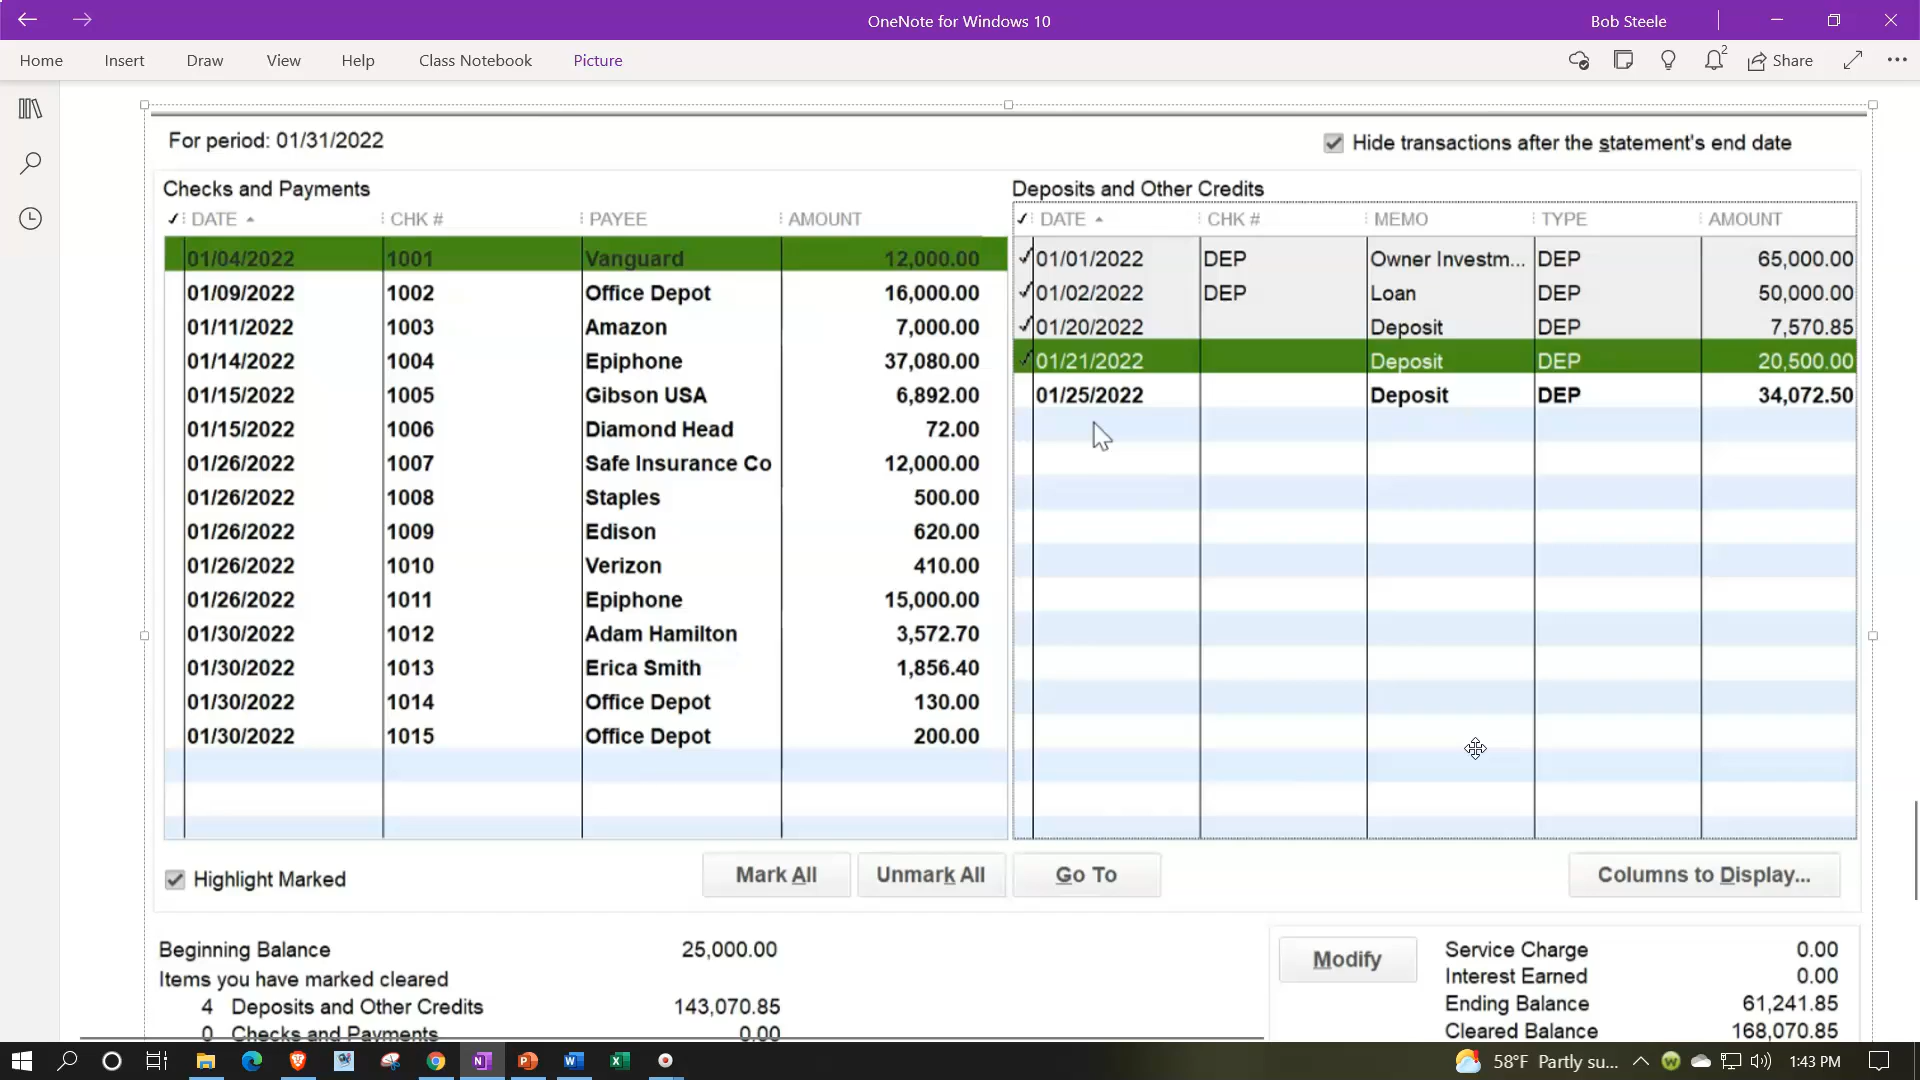 OneNote for Windows 10
Bob Steele
Home Insert Draw View Help Class Notebook Picture
2
Share
For period: 01/31/2022
Hide transactions after the statement's end date
Checks and Payments
Deposits and Other Credits
✓ DATE CHK # PAYEE AMOUNT
✓ DATE CHK # MEMO TYPE AMOUNT
01/04/2022 1001 Vanguard 12,000.00
01/09/2022 1002 Office Depot 16,000.00
01/11/2022 1003 Amazon 7,000.00
01/14/2022 1004 Epiphone 37,080.00
01/15/2022 1005 Gibson USA 6,892.00
01/15/2022 1006 Diamond Head 72.00
01/26/2022 1007 Safe Insurance Co 12,000.00
01/26/2022 1008 Staples 500.00
01/26/2022 1009 Edison 620.00
01/26/2022 1010 Verizon 410.00
01/26/2022 1011 Epiphone 15,000.00
01/30/2022 1012 Adam Hamilton 3,572.70
01/30/2022 1013 Erica Smith 1,856.40
01/30/2022 1014 Office Depot 130.00
01/30/2022 1015 Office Depot 200.00
✓ 01/01/2022 DEP Owner Investm... DEP 65,000.00
✓ 01/02/2022 DEP Loan DEP 50,000.00
✓ 01/20/2022 Deposit DEP 7,570.85
✓ 01/21/2022 Deposit DEP 20,500.00
01/25/2022 Deposit DEP 34,072.50
Highlight Marked
Mark All
Unmark All
Go To
Columns to Display...
Beginning Balance 25,000.00
Items you have marked cleared
4 Deposits and Other Credits 143,070.85
0 Checks and Payments 0.00
Modify
Service Charge 0.00
Interest Earned 0.00
Ending Balance 61,241.85
Cleared Balance 168,070.85
58°F Partly su...
1:43 PM